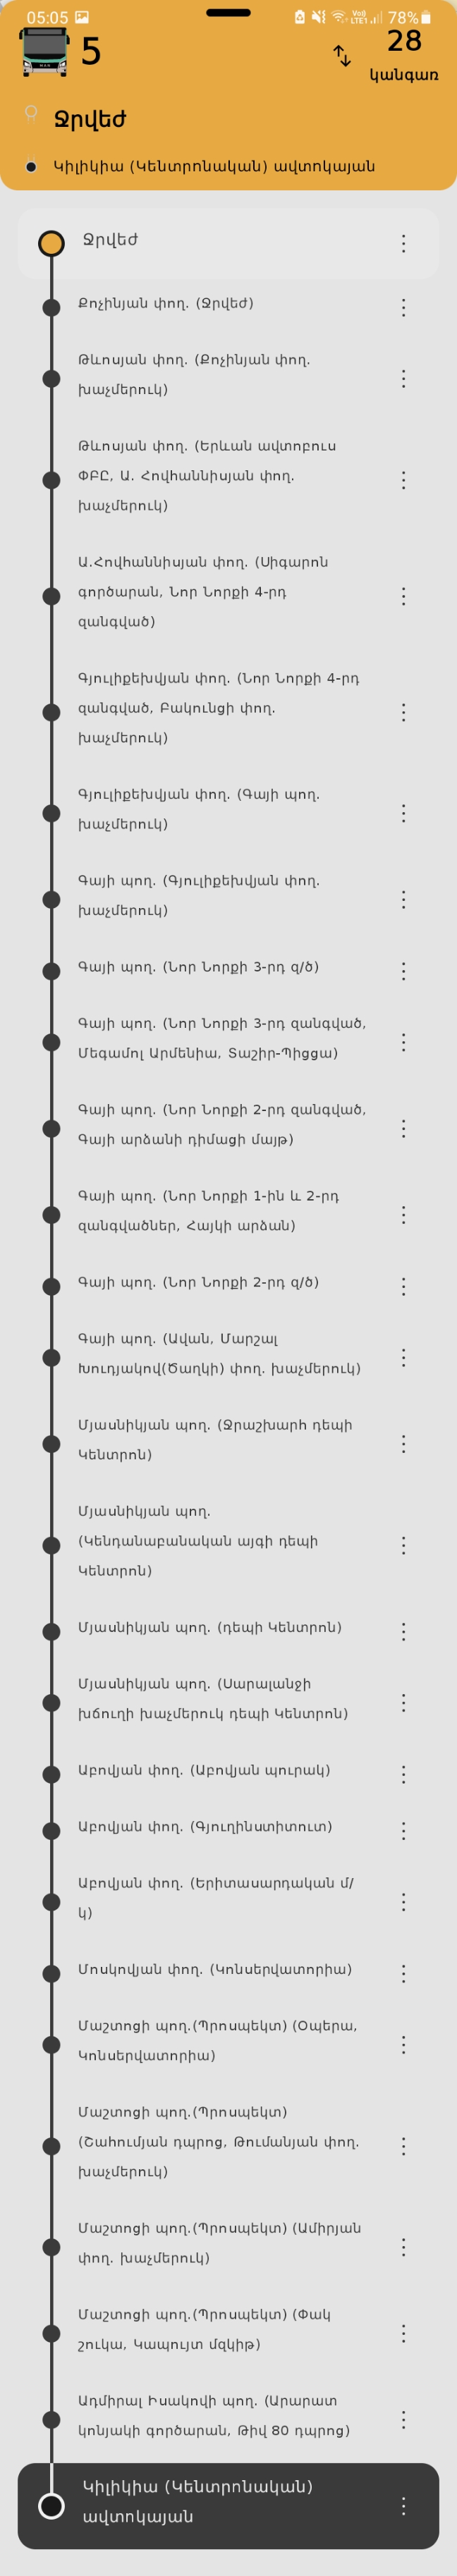 05:05 78%
5 28
կանգառ
Ջրվեժ
Կիլիկիա (Կենտրոնական) ավտոկայան
Ջրվեժ
Քոչինյան փող. (Ջրվեժ)
Թևոսյան փող. (Քոչինյան փող.
խաչմերուկ)
Թևոսյան փող. (Երևան ավտոբուս
ՓԲԸ, Ա. Հովհաննիսյան փող.
խաչմերուկ)
Ա.Հովհաննիսյան փող. (Սիգարոն
գործարան, Նոր Նորքի 4-րդ
զանգված)
Գյուլիքեխվյան փող. (Նոր Նորքի 4-րդ
զանգված, Բակունցի փող.
խաչմերուկ)
Գյուլիքեխվյան փող. (Գայի պող.
խաչմերուկ)
Գայի պող. (Գյուլիքեխվյան փող.
խաչմերուկ)
Գայի պող. (Նոր Նորքի 3-րդ զ/ծ)
Գայի պող. (Նոր Նորքի 3-րդ զանգված,
Մեգամոլ Արմենիա, Տաշիր-Պիցցա)
Գայի պող. (Նոր Նորքի 2-րդ զանգված,
Գայի արձանի դիմացի մայթ)
Գայի պող. (Նոր Նորքի 1-ին և 2-րդ
զանգվածներ, Հայկի արձան)
Գայի պող. (Նոր Նորքի 2-րդ զ/ծ)
Գայի պող. (Ավան, Մարշալ
Խուդյակով(Ծաղկի) փող. խաչմերուկ)
Մյասնիկյան պող. (Ջրաշխարհ դեպի
Կենտրոն)
Մյասնիկյան պող.
(Կենդանաբանական այգի դեպի
Կենտրոն)
Մյասնիկյան պող. (դեպի Կենտրոն)
Մյասնիկյան պող. (Սարալանջի
խճուղի խաչմերուկ դեպի Կենտրոն)
Աբովյան փող. (Աբովյան պուրակ)
Աբովյան փող. (Գյուղինստիտուտ)
Աբովյան փող. (Երիտասարդական մ/
կ)
Մոսկովյան փող. (Կոնսերվատորիա)
Մաշտոցի պող.(Պրոսպեկտ) (Օպերա,
Կոնսերվատորիա)
Մաշտոցի պող.(Պրոսպեկտ)
(Շահումյան դպրոց, Թումանյան փող.
խաչմերուկ)
Մաշտոցի պող.(Պրոսպեկտ) (Ամիրյան
փող. խաչմերուկ)
Մաշտոցի պող.(Պրոսպեկտ) (Փակ
շուկա, Կապույտ մզկիթ)
Ադմիրալ Իսակովի պող. (Արարատ
կոնյակի գործարան, Թիվ 80 դպրոց)
Կիլիկիա (Կենտրոնական)
ավտոկայան